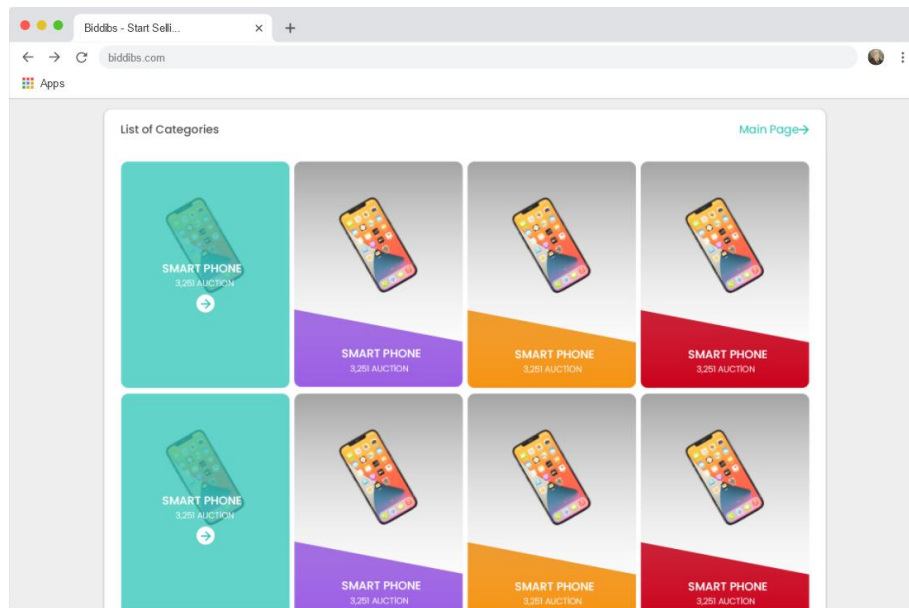 Biddibs - Start Selli...
biddibs.com
Apps
List of Categories
Main Page→
SMART PHONE
3,251 AUCTION
SMART PHONE
3,251 AUCTION
SMART PHONE
3,251 AUCTION
SMART PHONE
3,251 AUCTION
SMART PHONE
3,251 AUCTION
SMART PHONE
3,251 AUCTION
SMART PHONE
3,251 AUCTION
SMART PHONE
3,251 AUCTION